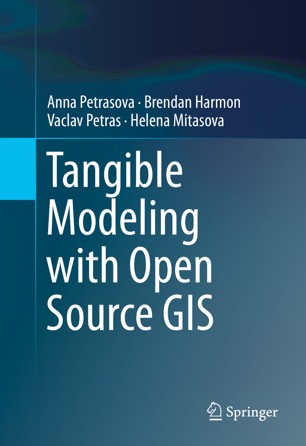 Anna Petrasova · Brendan Harmon
Vaclav Petras · Helena Mitasova
Tangible
Modeling
with Open
Source GIS
Springer